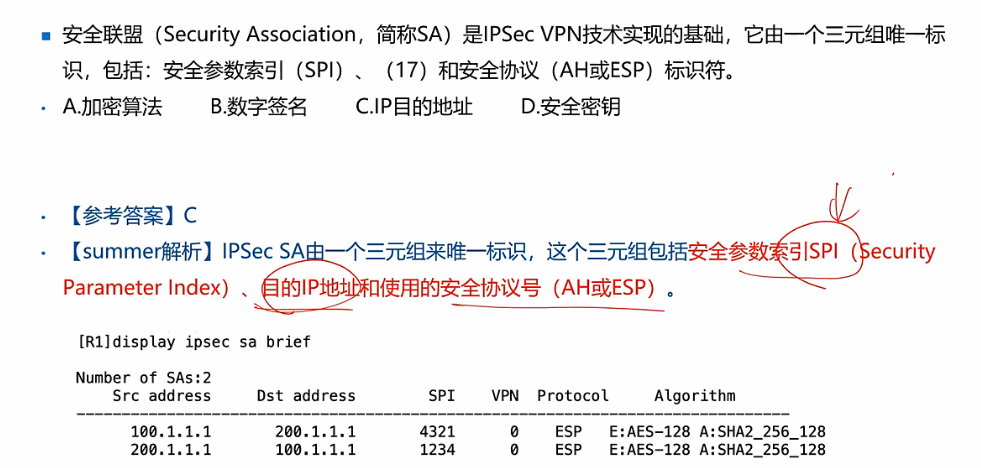 安全联盟（Security Association，简称SA）是IPSec VPN技术实现的基础，它由一个三元组唯一标
识，包括：安全参数索引（SPI）、（17）和安全协议（AH或ESP）标识符。
A.加密算法 B.数字签名 C.IP目的地址 D.安全密钥
【参考答案】C
【summer解析】IPSec SA由一个三元组来唯一标识，这个三元组包括安全参数索引SPI（Security
Parameter Index）、目的IP地址和使用的安全协议号（AH或ESP）。
[R1]display ipsec sa brief
Number of SAs:2
Src address Dst address SPI VPN Protocol Algorithm
-------------------------------------------------------------------------------
100.1.1.1 200.1.1.1 4321 0 ESP E:AES-128 A:SHA2_256_128
200.1.1.1 100.1.1.1 1234 0 ESP E:AES-128 A:SHA2_256_128